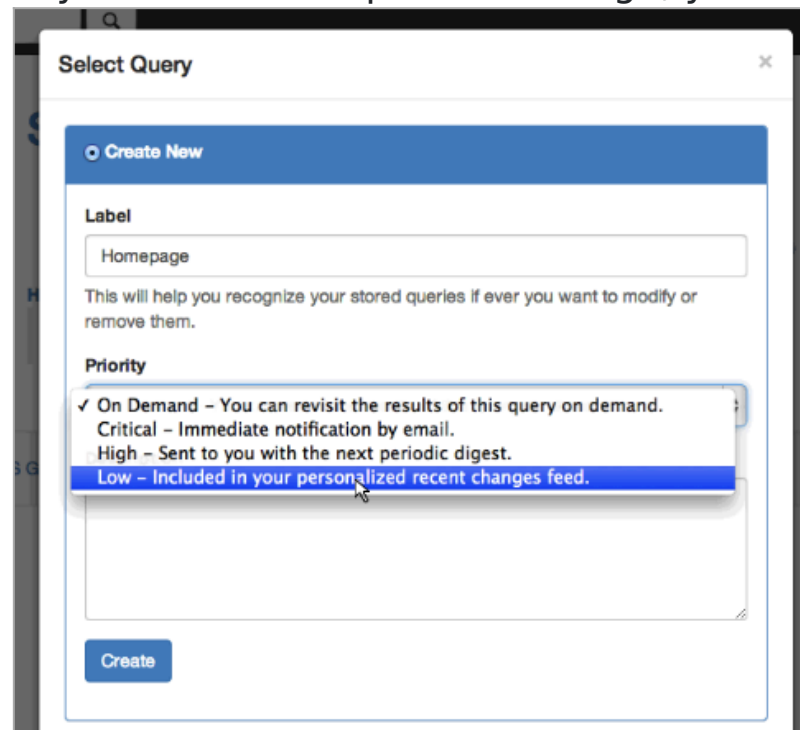 Select Query
×
Create New
Label
Homepage
This will help you recognize your stored queries if ever you want to modify or
remove them.
Priority
✓ On Demand – You can revisit the results of this query on demand.
Critical – Immediate notification by email.
High – Sent to you with the next periodic digest.
Low – Included in your personalized recent changes feed.
Create